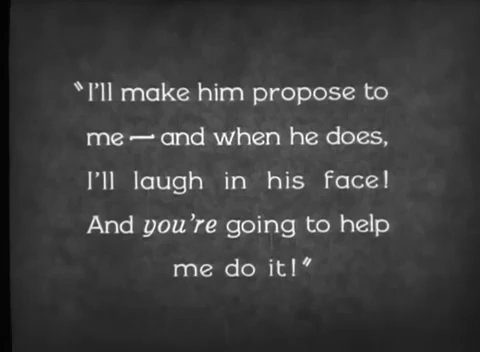 "I'll make him propose to
me — and when he does,
I'll laugh in his face!
And you're going to help
me do it!"